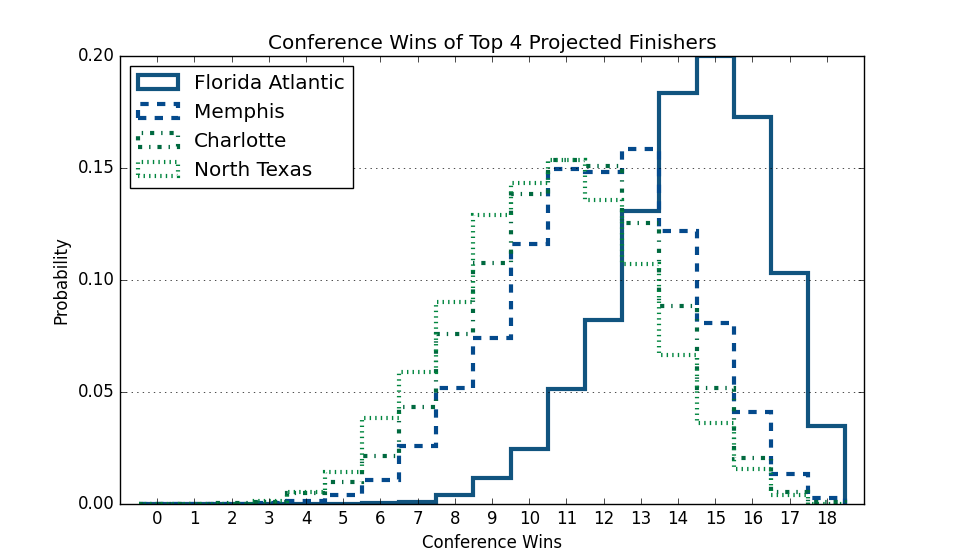 Conference Wins of Top 4 Projected Finishers
0.20
0.15
0.10
0.05
0.00
Probability
Florida Atlantic
Memphis
Charlotte
North Texas
0 1 2 3 4 5 6 7 8 9 10 11 12 13 14 15 16 17 18
Conference Wins